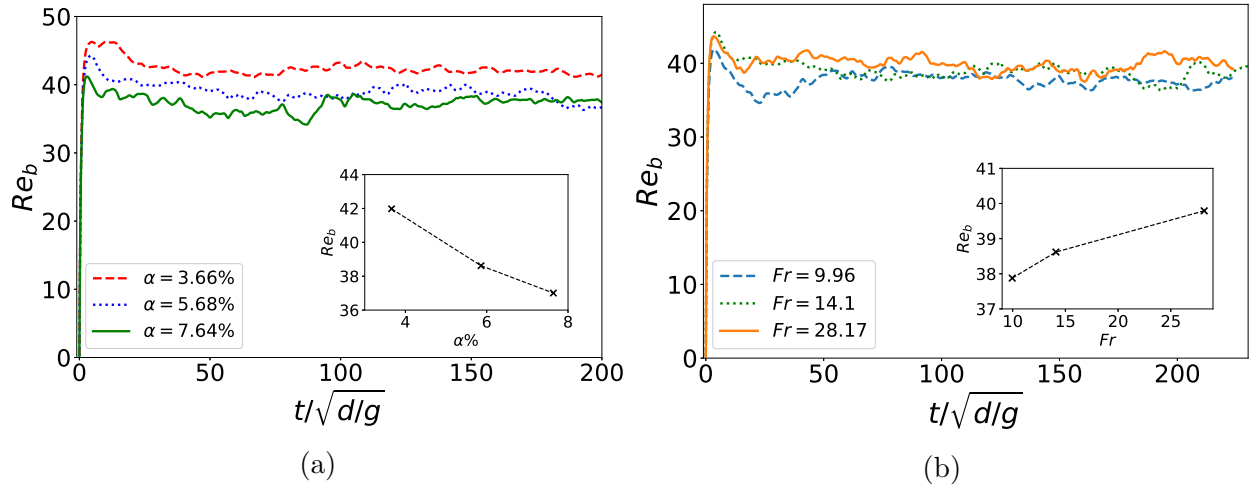 50
40
30
20
10
0
Re_b
0 50 100 150 200
t/√d/g
α = 3.66%
α = 5.68%
α = 7.64%
44
42
40
38
36
Re_b
4 6 8
α%
(a)
40
30
20
10
0
Re_b
0 50 100 150 200
t/√d/g
Fr = 9.96
Fr = 14.1
Fr = 28.17
41
40
39
38
37
Re_b
10 15 20 25
Fr
(b)